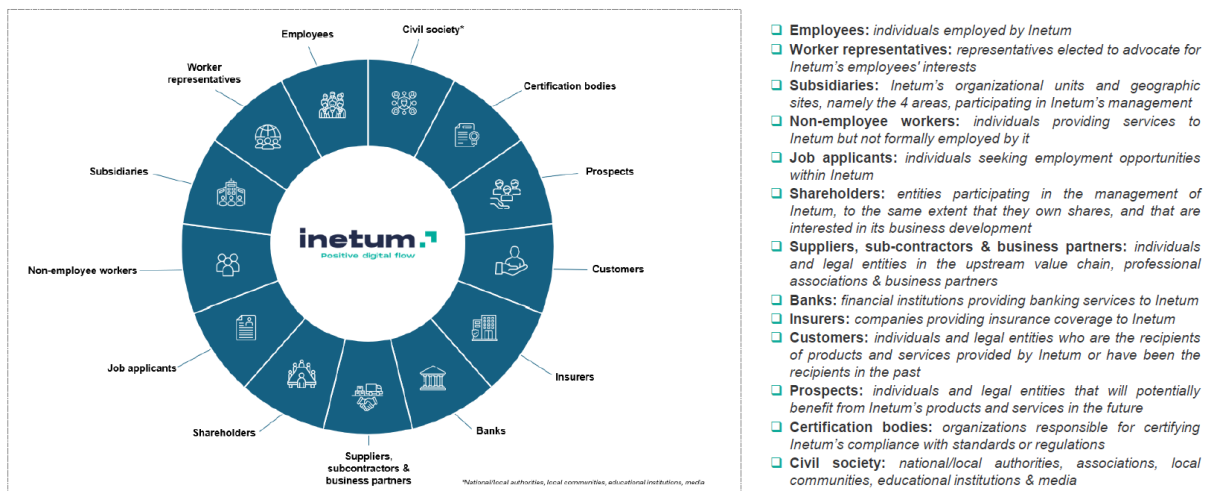 Employees
Civil society*
Worker
representatives
Certification bodies
Subsidiaries
Prospects
inetum.
Positive digital flow
Non-employee workers
Customers
Job applicants
Insurers
Shareholders
Banks
Suppliers,
subcontractors &
business partners
*National/local authorities, local communities, educational institutions, media
Employees: individuals employed by Inetum
Worker representatives: representatives elected to advocate for
Inetum's employees' interests
Subsidiaries: Inetum's organizational units and geographic
sites, namely the 4 areas, participating in Inetum's management
Non-employee workers: individuals providing services to
Inetum but not formally employed by it
Job applicants: individuals seeking employment opportunities
within Inetum
Shareholders: entities participating in the management of
Inetum, to the same extent that they own shares, and that are
interested in its business development
Suppliers, sub-contractors & business partners: individuals
and legal entities in the upstream value chain, professional
associations & business partners
Banks: financial institutions providing banking services to Inetum
Insurers: companies providing insurance coverage to Inetum
Customers: individuals and legal entities who are the recipients
of products and services provided by Inetum or have been the
recipients in the past
Prospects: individuals and legal entities that will potentially
benefit from Inetum's products and services in the future
Certification bodies: organizations responsible for certifying
Inetum's compliance with standards or regulations
Civil society: national/local authorities, associations, local
communities, educational institutions & media